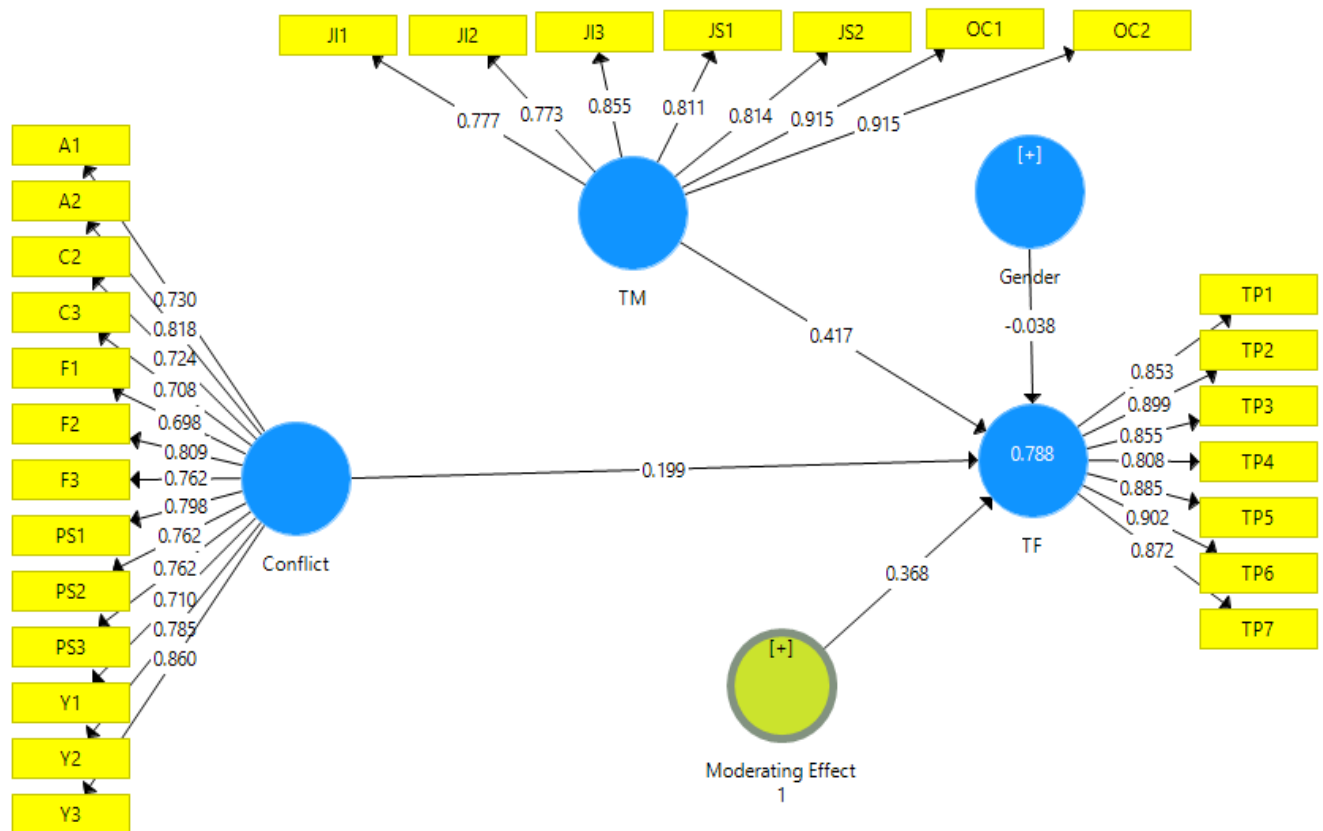 JI1
JI2
JI3
JS1
JS2
OC1
OC2
0.777
0.773
0.855
0.811
0.814
0.915
0.915
TM
[+]
Gender
-0.038
0.417
A1
A2
C2
C3
F1
F2
F3
PS1
PS2
PS3
Y1
Y2
Y3
0.730
0.818
0.724
0.708
0.698
0.809
0.762
0.798
0.762
0.762
0.710
0.785
0.860
Conflict
0.199
0.788
TF
0.853
0.899
0.855
0.808
0.885
0.902
0.872
TP1
TP2
TP3
TP4
TP5
TP6
TP7
0.368
[+]
Moderating Effect
1